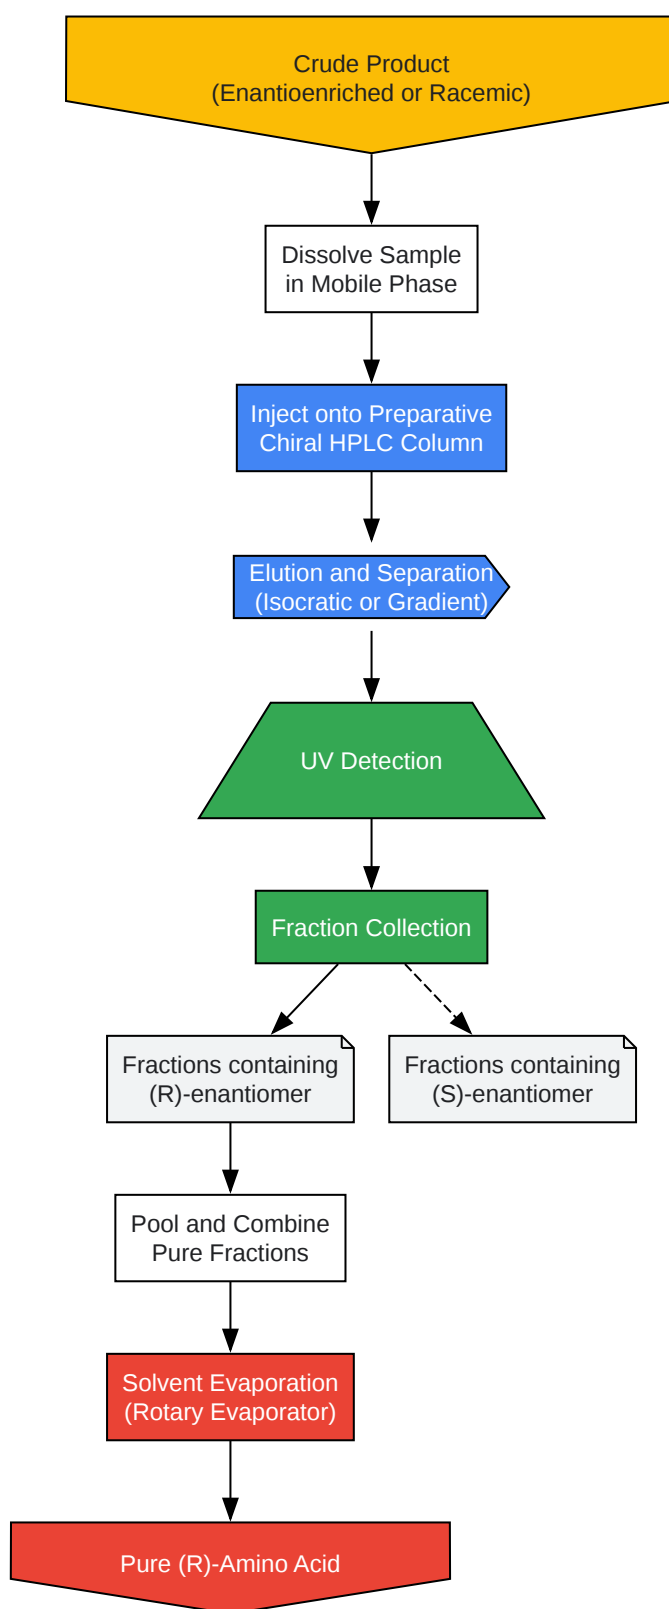 Crude Product
(Enantioenriched or Racemic)
Dissolve Sample
in Mobile Phase
Inject onto Preparative
Chiral HPLC Column
Elution and Separation
(Isocratic or Gradient)
UV Detection
Fraction Collection
Fractions containing
(R)-enantiomer
Fractions containing
(S)-enantiomer
Pool and Combine
Pure Fractions
Solvent Evaporation
(Rotary Evaporator)
Pure (R)-Amino Acid